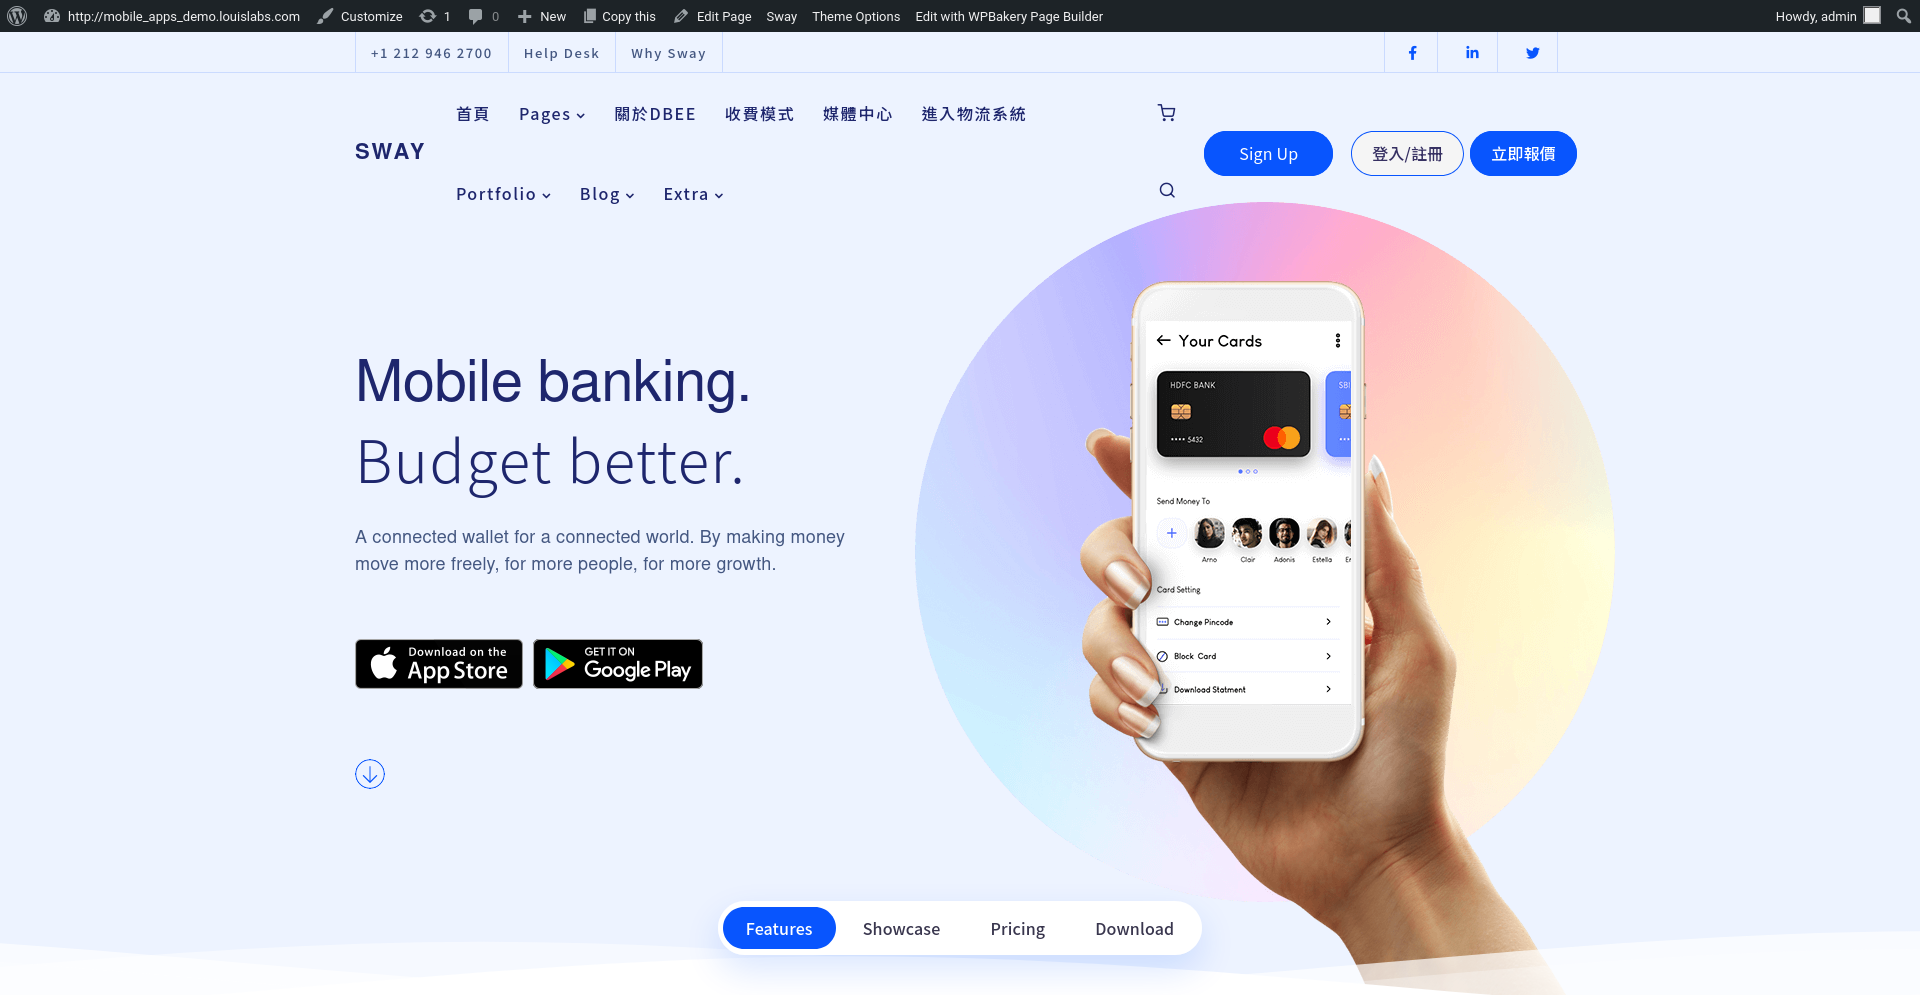 http://mobile_apps_demo.louislabs.com Customize 1 0 New Copy this Edit Page Sway Theme Options Edit with WPBakery Page Builder Howdy, admin
+1 212 946 2700 Help Desk Why Sway
首頁 Pages 關於DBEE 收費模式 媒體中心 進入物流系統
SWAY
Sign Up 登入/註冊 立即報價
Portfolio Blog Extra
Mobile banking.
Budget better.
A connected wallet for a connected world. By making money
move more freely, for more people, for more growth.
Download on the
App Store
GET IT ON
Google Play
Your Cards
HDFC BANK SBI
•••• 5432
Send Money To
Arno Clair Adonis Estella Er
Card Setting
Change Pincode
Block Card
Download Statment
Features Showcase Pricing Download